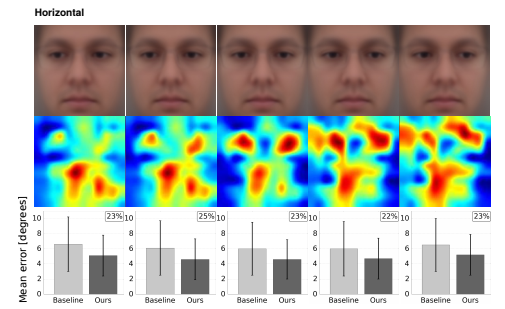 Horizontal
Mean error [degrees]
10 8 6 4 2 0 23% Baseline Ours
10 8 6 4 2 0 25% Baseline Ours
10 8 6 4 2 0 23% Baseline Ours
10 8 6 4 2 0 22% Baseline Ours
10 8 6 4 2 0 23% Baseline Ours